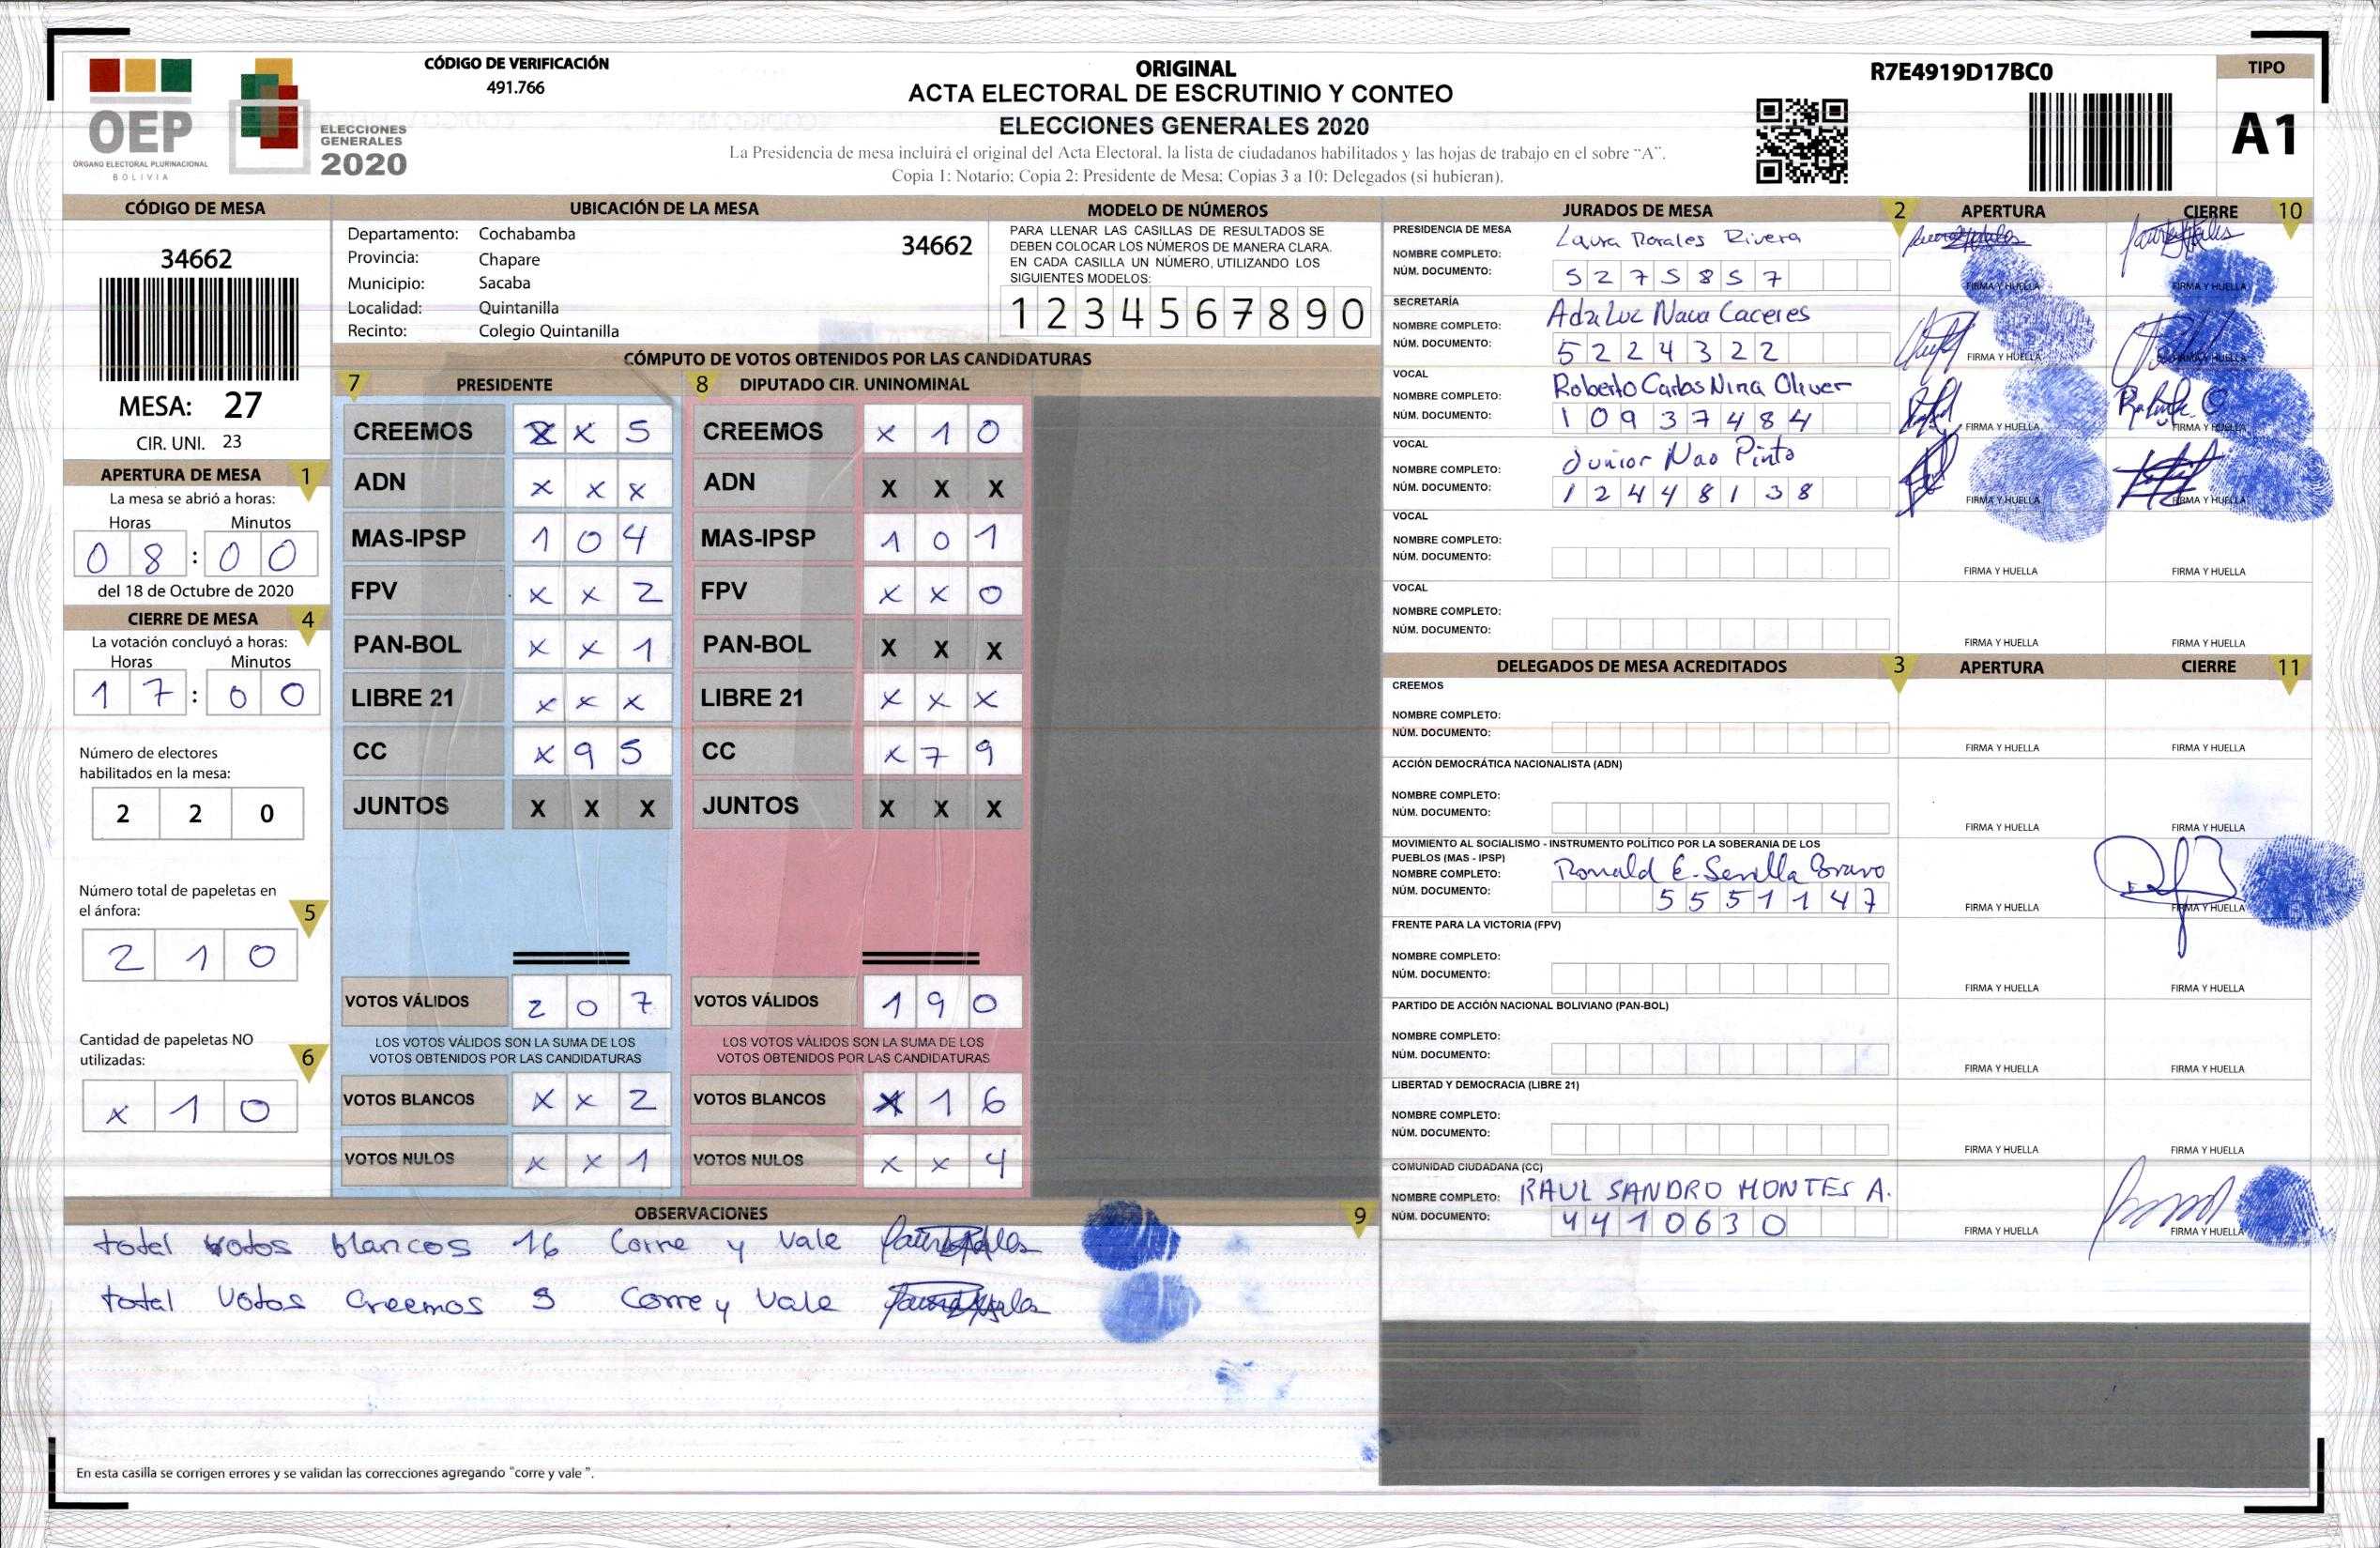 OEP
ÓRGANO ELECTORAL PLURINACIONAL
BOLIVIA
ELECCIONES
GENERALES
2020
CÓDIGO DE VERIFICACIÓN
491.766
ORIGINAL
ACTA ELECTORAL DE ESCRUTINIO Y CONTEO
ELECCIONES GENERALES 2020
La Presidencia de mesa incluirá el original del Acta Electoral, la lista de ciudadanos habilitados y las hojas de trabajo en el sobre "A".
Copia 1: Notario; Copia 2: Presidente de Mesa; Copias 3 a 10: Delegados (si hubieran).
R7E4919D17BC0
TIPO
A1
CÓDIGO DE MESA
34662
MESA: 27
CIR. UNI. 23
APERTURA DE MESA 1
La mesa se abrió a horas:
Horas Minutos
0 8 : 0 0
del 18 de Octubre de 2020
CIERRE DE MESA 4
La votación concluyó a horas:
Horas Minutos
1 7 : 0 0
Número de electores
habilitados en la mesa:
2 2 0
Número total de papeletas en
el ánfora: 5
2 1 0
Cantidad de papeletas NO
utilizadas: 6
x 1 0
UBICACIÓN DE LA MESA
Departamento: Cochabamba 34662
Provincia: Chapare
Municipio: Sacaba
Localidad: Quintanilla
Recinto: Colegio Quintanilla
MODELO DE NÚMEROS
PARA LLENAR LAS CASILLAS DE RESULTADOS SE
DEBEN COLOCAR LOS NÚMEROS DE MANERA CLARA.
EN CADA CASILLA UN NÚMERO, UTILIZANDO LOS
SIGUIENTES MODELOS:
1 2 3 4 5 6 7 8 9 0
CÓMPUTO DE VOTOS OBTENIDOS POR LAS CANDIDATURAS
7 PRESIDENTE 8 DIPUTADO CIR. UNINOMINAL
CREEMOS x x 5 CREEMOS x 1 0
ADN x x x ADN X X X
MAS-IPSP 1 0 4 MAS-IPSP 1 0 1
FPV x x 2 FPV x x 0
PAN-BOL x x 1 PAN-BOL X X X
LIBRE 21 x x x LIBRE 21 x x x
CC x 9 5 CC x 7 9
JUNTOS X X X JUNTOS X X X
VOTOS VÁLIDOS 2 0 7 VOTOS VÁLIDOS 1 9 0
LOS VOTOS VÁLIDOS SON LA SUMA DE LOS LOS VOTOS VÁLIDOS SON LA SUMA DE LOS
VOTOS OBTENIDOS POR LAS CANDIDATURAS VOTOS OBTENIDOS POR LAS CANDIDATURAS
VOTOS BLANCOS x x 2 VOTOS BLANCOS x 1 6
VOTOS NULOS x x 1 VOTOS NULOS x x 4
OBSERVACIONES 9
total votos blancos 16 Corre y Vale
total Votos Creemos 5 Corre y Vale
En esta casilla se corrigen errores y se validan las correcciones agregando "corre y vale ".
JURADOS DE MESA 2 APERTURA CIERRE 10
PRESIDENCIA DE MESA
NOMBRE COMPLETO: Laura Morales Rivera
NÚM. DOCUMENTO: 5 2 7 5 8 5 7 FIRMA Y HUELLA FIRMA Y HUELLA
SECRETARÍA
NOMBRE COMPLETO: Nava Caceres
NÚM. DOCUMENTO: 5 2 2 4 3 2 2 FIRMA Y HUELLA FIRMA Y HUELLA
VOCAL
NOMBRE COMPLETO: Roberto Carlos Nina Oliver
NÚM. DOCUMENTO: 1 0 9 3 7 4 8 4 FIRMA Y HUELLA FIRMA Y HUELLA
VOCAL
NOMBRE COMPLETO: Junior Nao Pinto
NÚM. DOCUMENTO: 1 2 4 4 8 1 3 8 FIRMA Y HUELLA FIRMA Y HUELLA
VOCAL
NOMBRE COMPLETO:
NÚM. DOCUMENTO: FIRMA Y HUELLA FIRMA Y HUELLA
VOCAL
NOMBRE COMPLETO:
NÚM. DOCUMENTO: FIRMA Y HUELLA FIRMA Y HUELLA
DELEGADOS DE MESA ACREDITADOS 3 APERTURA CIERRE 11
CREEMOS
NOMBRE COMPLETO:
NÚM. DOCUMENTO: FIRMA Y HUELLA FIRMA Y HUELLA
ACCIÓN DEMOCRÁTICA NACIONALISTA (ADN)
NOMBRE COMPLETO:
NÚM. DOCUMENTO: FIRMA Y HUELLA FIRMA Y HUELLA
MOVIMIENTO AL SOCIALISMO - INSTRUMENTO POLÍTICO POR LA SOBERANIA DE LOS
PUEBLOS (MAS - IPSP)
NOMBRE COMPLETO: Ronald E. Sevilla Bravo
NÚM. DOCUMENTO: 5 5 5 1 1 4 7 FIRMA Y HUELLA FIRMA Y HUELLA
FRENTE PARA LA VICTORIA (FPV)
NOMBRE COMPLETO:
NÚM. DOCUMENTO: FIRMA Y HUELLA FIRMA Y HUELLA
PARTIDO DE ACCIÓN NACIONAL BOLIVIANO (PAN-BOL)
NOMBRE COMPLETO:
NÚM. DOCUMENTO: FIRMA Y HUELLA FIRMA Y HUELLA
LIBERTAD Y DEMOCRACIA (LIBRE 21)
NOMBRE COMPLETO:
NÚM. DOCUMENTO: FIRMA Y HUELLA FIRMA Y HUELLA
COMUNIDAD CIUDADANA (CC)
NOMBRE COMPLETO: RAUL SANDRO MONTES A.
NÚM. DOCUMENTO: 4 4 1 0 6 3 0 FIRMA Y HUELLA FIRMA Y HUELLA